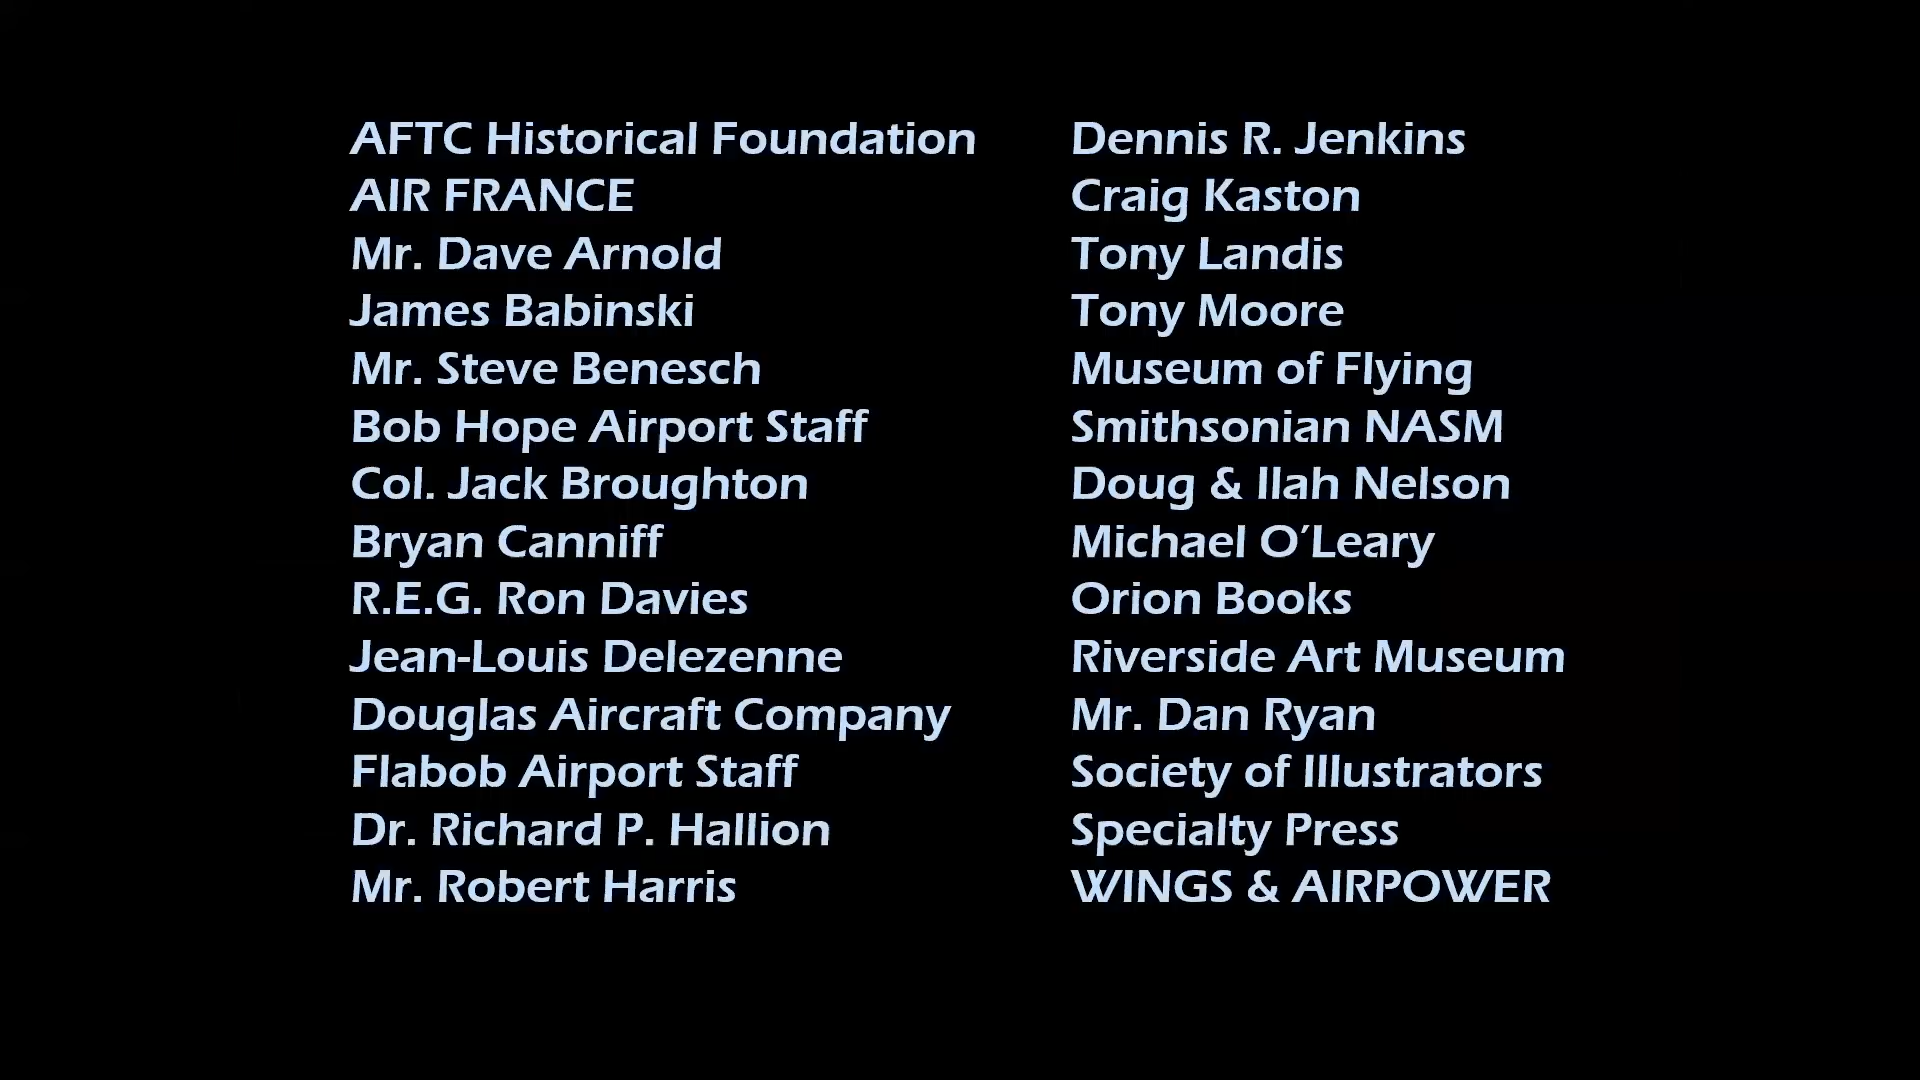 AFTC Historical Foundation
AIR FRANCE
Mr. Dave Arnold
James Babinski
Mr. Steve Benesch
Bob Hope Airport Staff
Col. Jack Broughton
Bryan Canniff
R.E.G. Ron Davies
Jean-Louis Delezenne
Douglas Aircraft Company
Flabob Airport Staff
Dr. Richard P. Hallion
Mr. Robert Harris
Dennis R. Jenkins
Craig Kaston
Tony Landis
Tony Moore
Museum of Flying
Smithsonian NASM
Doug & Ilah Nelson
Michael O’Leary
Orion Books
Riverside Art Museum
Mr. Dan Ryan
Society of Illustrators
Specialty Press
WINGS & AIRPOWER